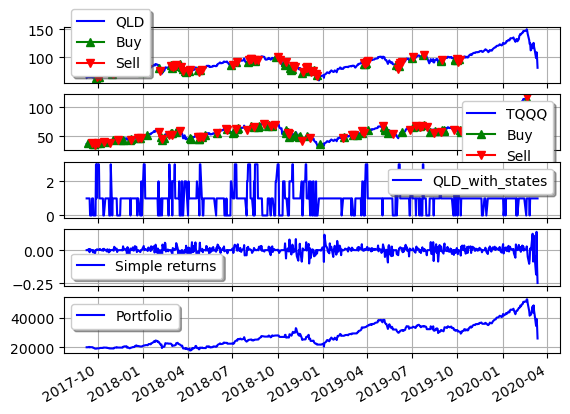 150
100
QLD
Buy
Sell
100
50
TQQQ
Buy
Sell
2
0
QLD_with_states
0.00
−0.25
Simple returns
40000
20000
Portfolio
2017-10
2018-01
2018-04
2018-07
2018-10
2019-01
2019-04
2019-07
2019-10
2020-01
2020-04